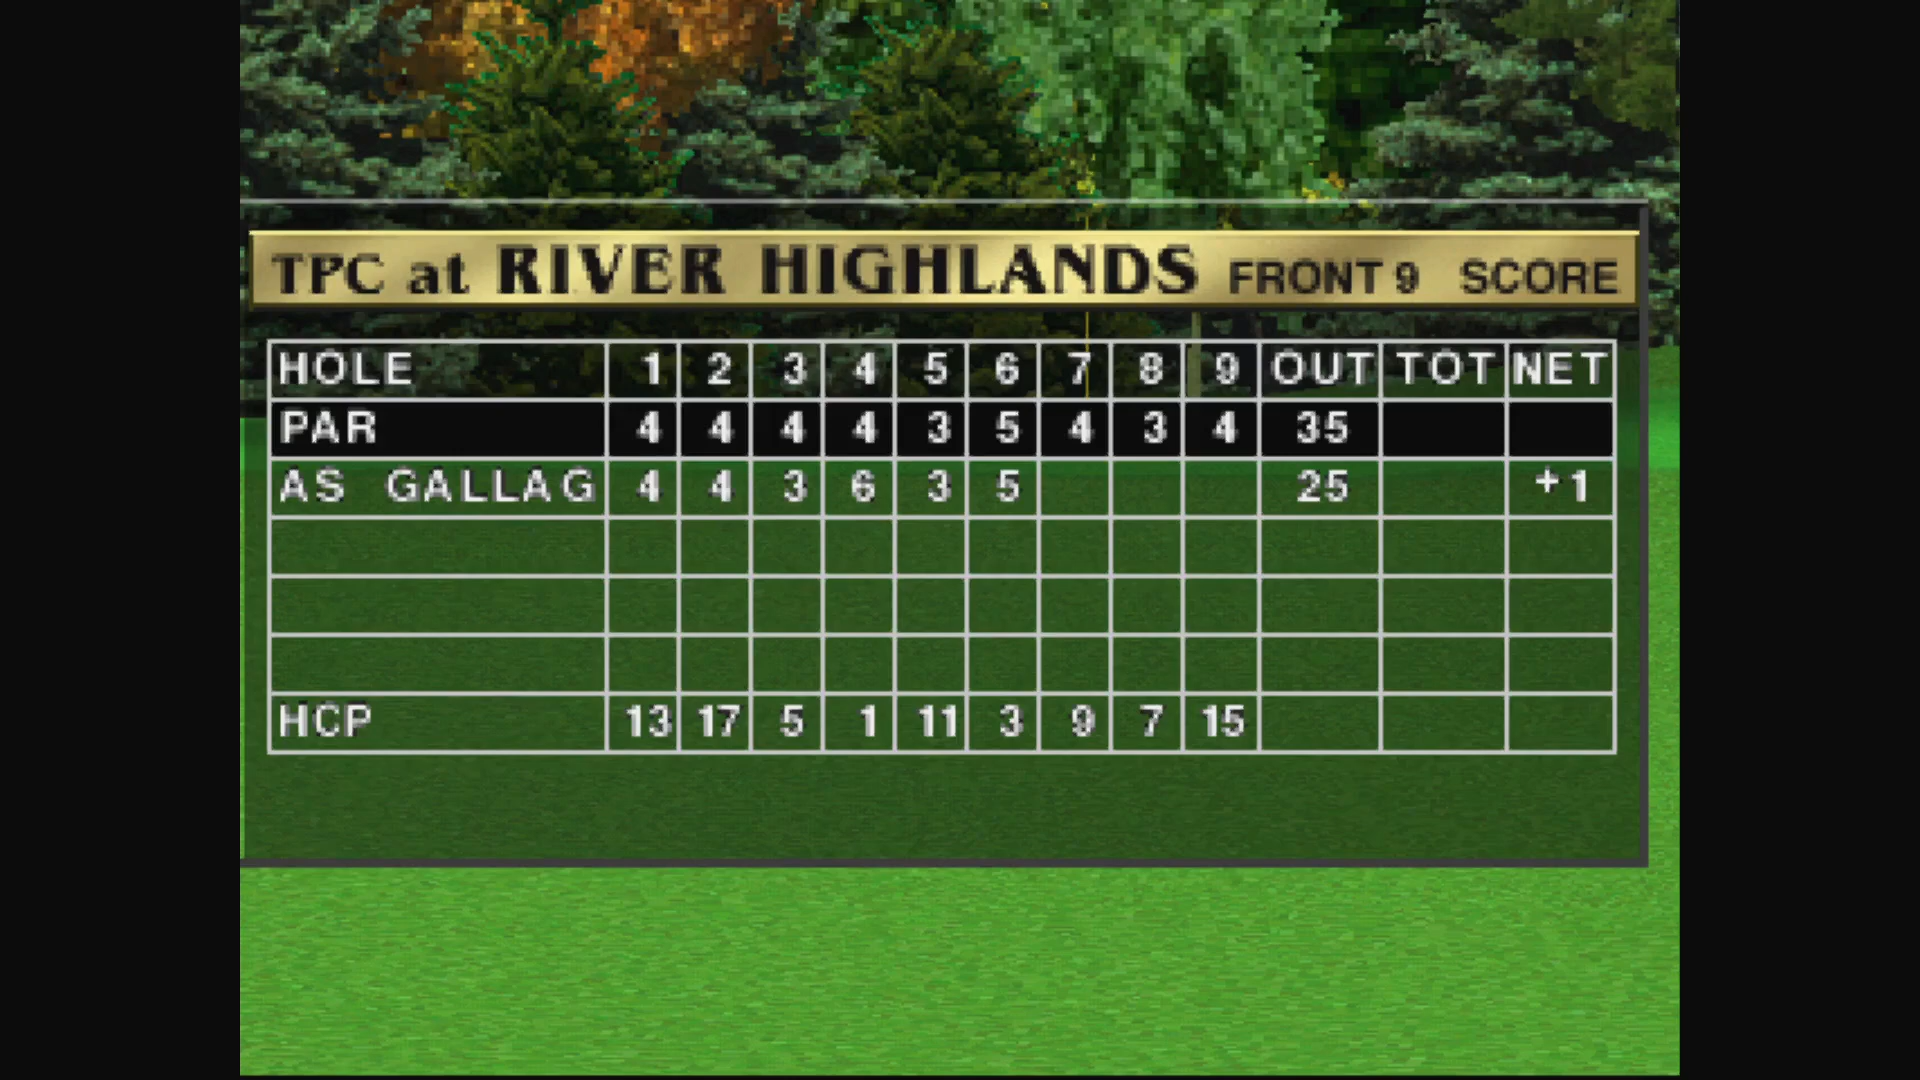 TPC at RIVER HIGHLANDS FRONT 9 SCORE
HOLE 1 2 3 4 5 6 7 8 9 OUT TOT NET
PAR 4 4 4 4 3 5 4 3 4 35
AS GALLAG 4 4 3 6 3 5 25 +1
HCP 13 17 5 1 11 3 9 7 15